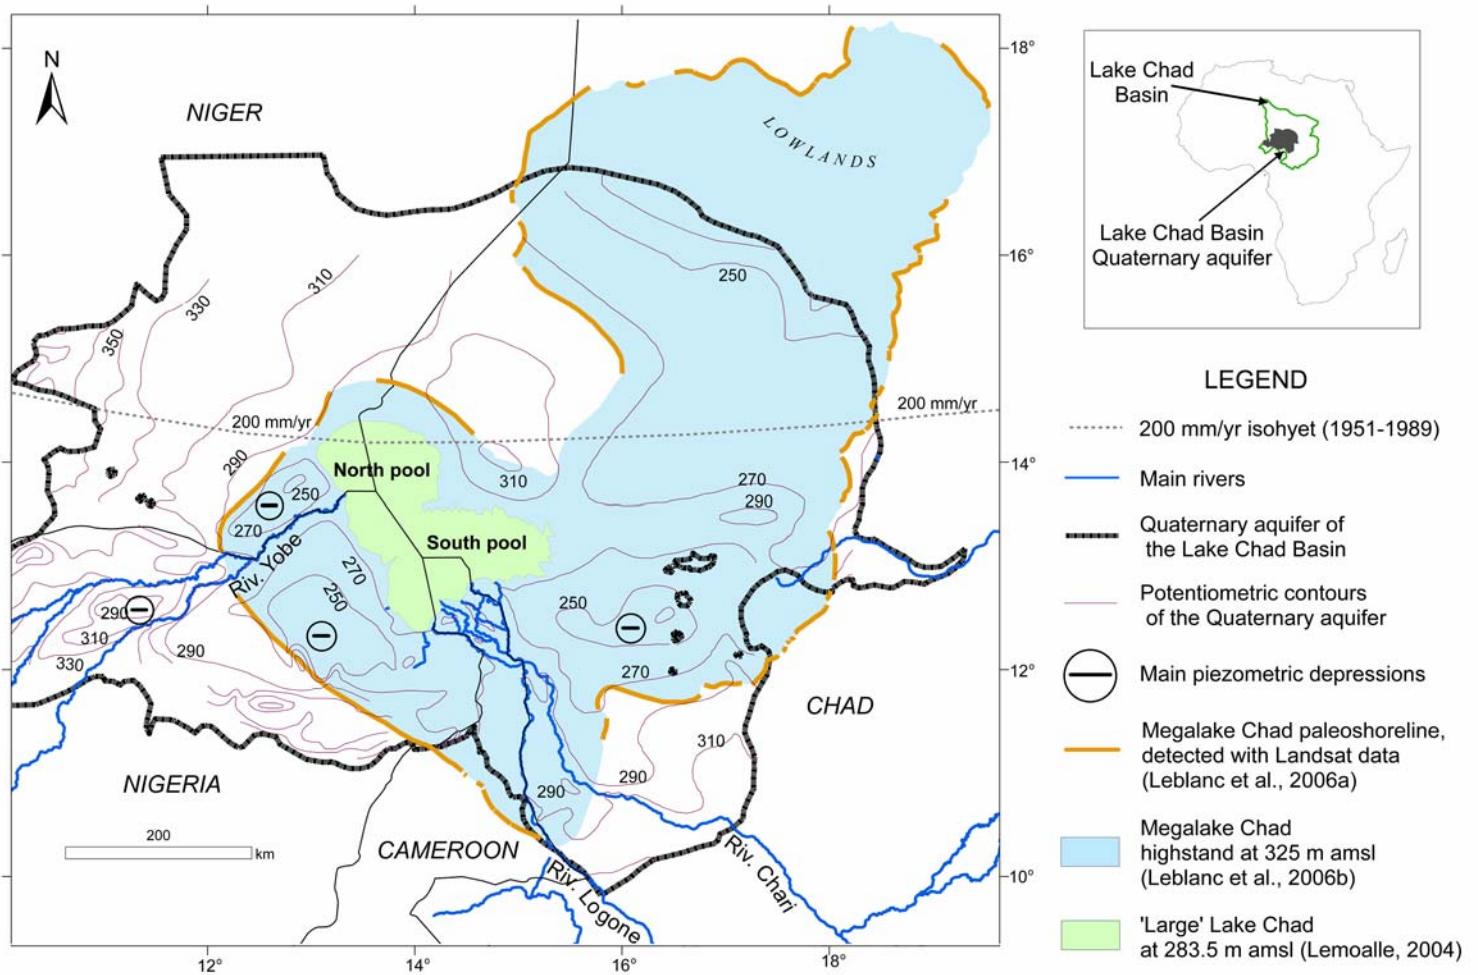 N
NIGER
LOWLANDS
18°
16°
14°
12°
10°
350
330
310
250
200 mm/yr
200 mm/yr
290
North pool
310
250
270
270
290
South pool
Riv. Yobe
270
250
250
290
310
330
290
270
CHAD
310
290
290
NIGERIA
CAMEROON
200
km
Riv. Logone
Riv. Chari
12°
14°
16°
18°
Lake Chad
Basin
Lake Chad Basin
Quaternary aquifer
LEGEND
200 mm/yr isohyet (1951-1989)
Main rivers
Quaternary aquifer of
the Lake Chad Basin
Potentiometric contours
of the Quaternary aquifer
Main piezometric depressions
Megalake Chad paleoshoreline,
detected with Landsat data
(Leblanc et al., 2006a)
Megalake Chad
highstand at 325 m amsl
(Leblanc et al., 2006b)
'Large' Lake Chad
at 283.5 m amsl (Lemoalle, 2004)